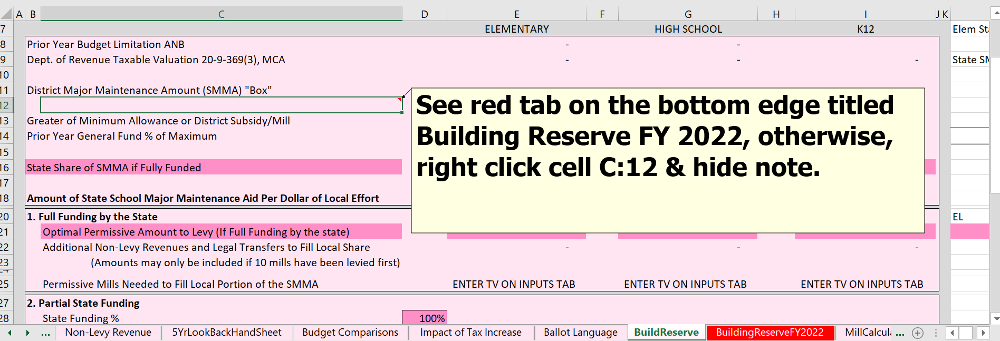 A B C D E F G H I J K
7 ELEMENTARY HIGH SCHOOL K12 Elem
8 Prior Year Budget Limitation ANB - -
9 Dept. of Revenue Taxable Valuation 20-9-369(3), MCA - - - State
10
11 District Major Maintenance Amount (SMMA) "Box"
12
13 Greater of Minimum Allowance or District Subsidy/Mill
14 Prior Year General Fund % of Maximum
15
16 State Share of SMMA if Fully Funded
17
18 Amount of State School Major Maintenance Aid Per Dollar of Local Effort
See red tab on the bottom edge titled
Building Reserve FY 2022, otherwise,
right click cell C:12 & hide note.
20 1. Full Funding by the State EL
21 Optimal Permissive Amount to Levy (If Full Funding by the state)
22 Additional Non-Levy Revenues and Legal Transfers to Fill Local Share - - -
23 (Amounts may only be included if 10 mills have been levied first)
25 Permissive Mills Needed to Fill Local Portion of the SMMA ENTER TV ON INPUTS TAB ENTER TV ON INPUTS TAB ENTER TV ON INPUTS TAB
27 2. Partial State Funding
28 State Funding % 100%
... Non-Levy Revenue 5YrLookBackHandSheet Budget Comparisons Impact of Tax Increase Ballot Language BuildReserve BuildingReserveFY2022 MillCalcul ...